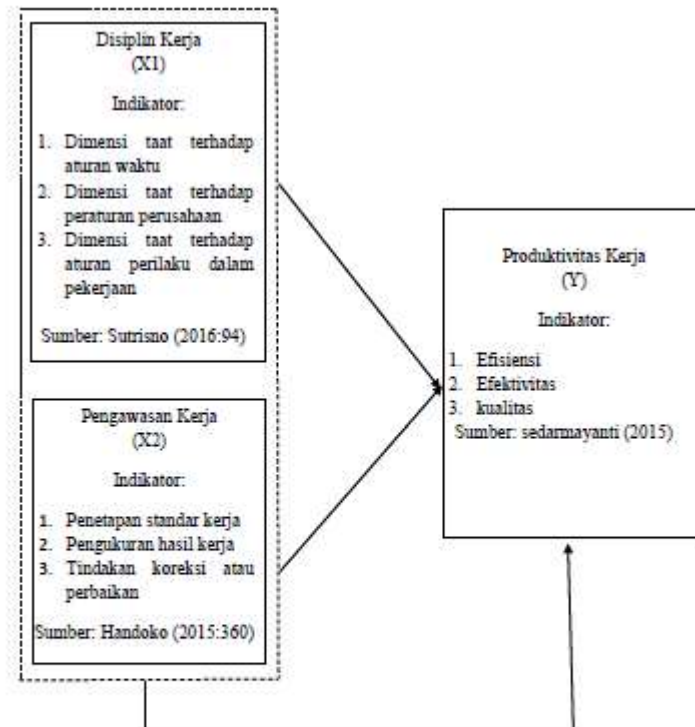 Disiplin Kerja
(X1)
Indikator:
1. Dimensi taat terhadap
aturan waktu
2. Dimensi taat terhadap
peraturan perusahaan
3. Dimensi taat terhadap
aturan perilaku dalam
pekerjaan
Sumber: Sutrisno (2016:94)
Pengawasan Kerja
(X2)
Indikator:
1. Penetapan standar kerja
2. Pengukuran hasil kerja
3. Tindakan koreksi atau
perbaikan
Sumber: Handoko (2015:360)
Produktivitas Kerja
(Y)
Indikator:
1. Efisiensi
2. Efektivitas
3. kualitas
Sumber: sedarmayanti (2015)